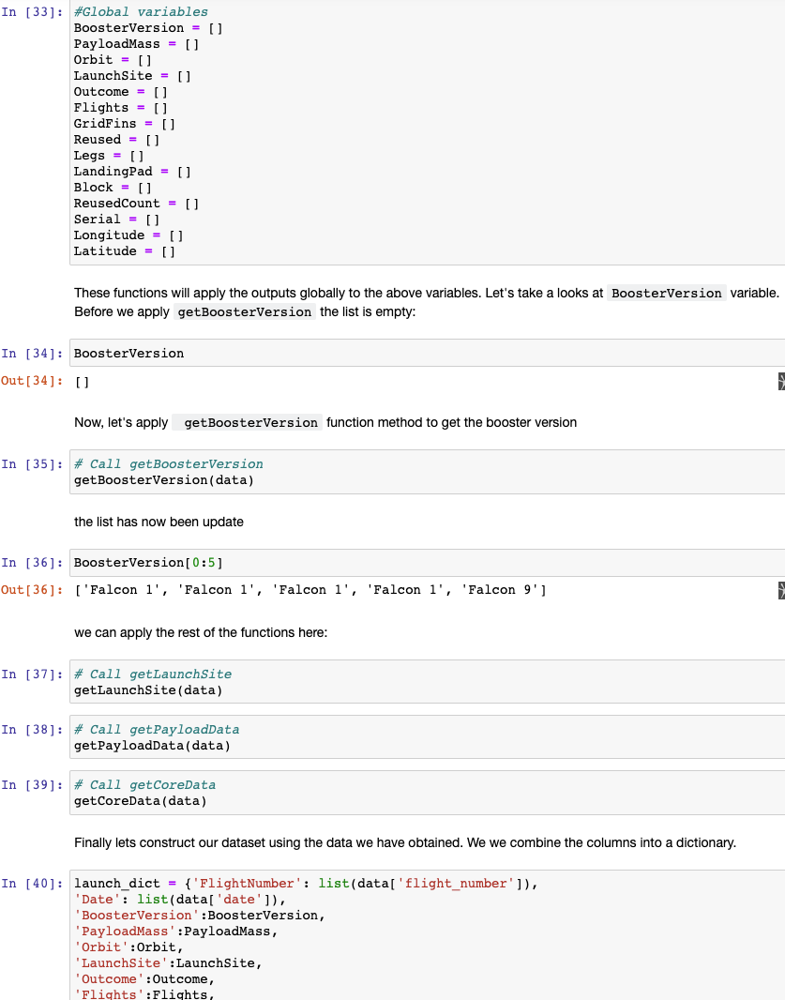 In [33]: #Global variables
BoosterVersion = []
PayloadMass = []
Orbit = []
LaunchSite = []
Outcome = []
Flights = []
GridFins = []
Reused = []
Legs = []
LandingPad = []
Block = []
ReusedCount = []
Serial = []
Longitude = []
Latitude = []
These functions will apply the outputs globally to the above variables. Let's take a looks at BoosterVersion variable.
Before we apply getBoosterVersion the list is empty:
In [34]: BoosterVersion
Out[34]: []
Now, let's apply getBoosterVersion function method to get the booster version
In [35]: # Call getBoosterVersion
getBoosterVersion(data)
the list has now been update
In [36]: BoosterVersion[0:5]
Out[36]: ['Falcon 1', 'Falcon 1', 'Falcon 1', 'Falcon 1', 'Falcon 9']
we can apply the rest of the functions here:
In [37]: # Call getLaunchSite
getLaunchSite(data)
In [38]: # Call getPayloadData
getPayloadData(data)
In [39]: # Call getCoreData
getCoreData(data)
Finally lets construct our dataset using the data we have obtained. We we combine the columns into a dictionary.
In [40]: launch_dict = {'FlightNumber': list(data['flight_number']),
'Date': list(data['date']),
'BoosterVersion':BoosterVersion,
'PayloadMass':PayloadMass,
'Orbit':Orbit,
'LaunchSite':LaunchSite,
'Outcome':Outcome,
'Flights':Flights,